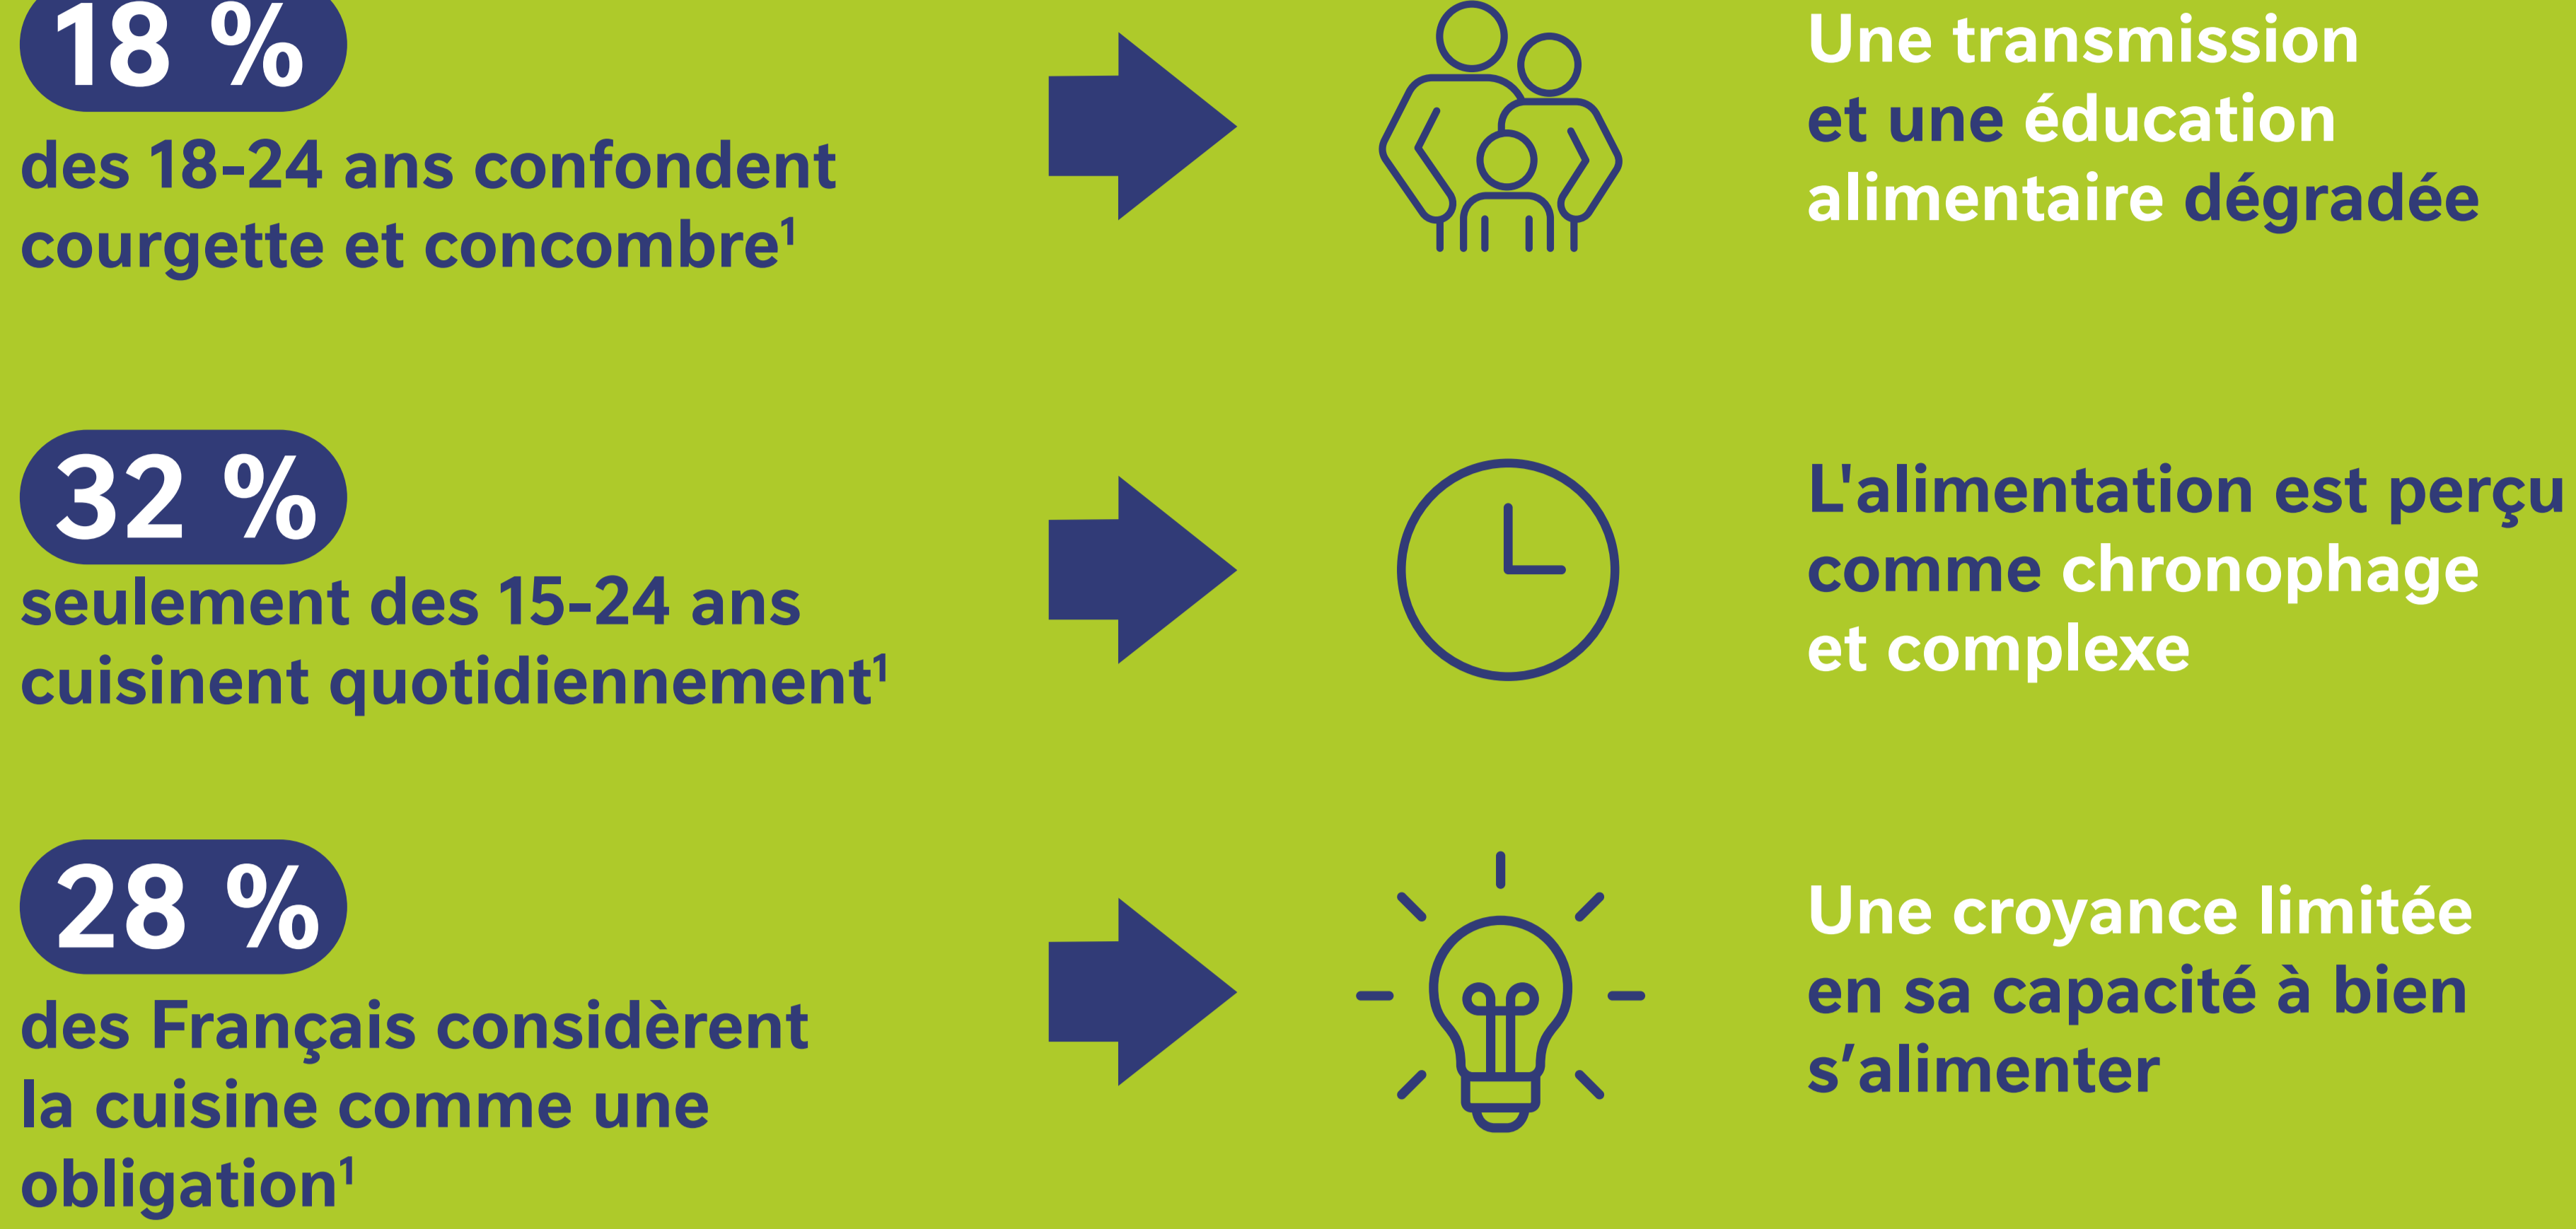 18 %
des 18-24 ans confondent
courgette et concombre¹
Une transmission
et une éducation
alimentaire dégradée
32 %
seulement des 15-24 ans
cuisinent quotidiennement¹
L'alimentation est perçu
comme chronophage
et complexe
28 %
des Français considèrent
la cuisine comme une
obligation¹
Une croyance limitée
en sa capacité à bien
s’alimenter